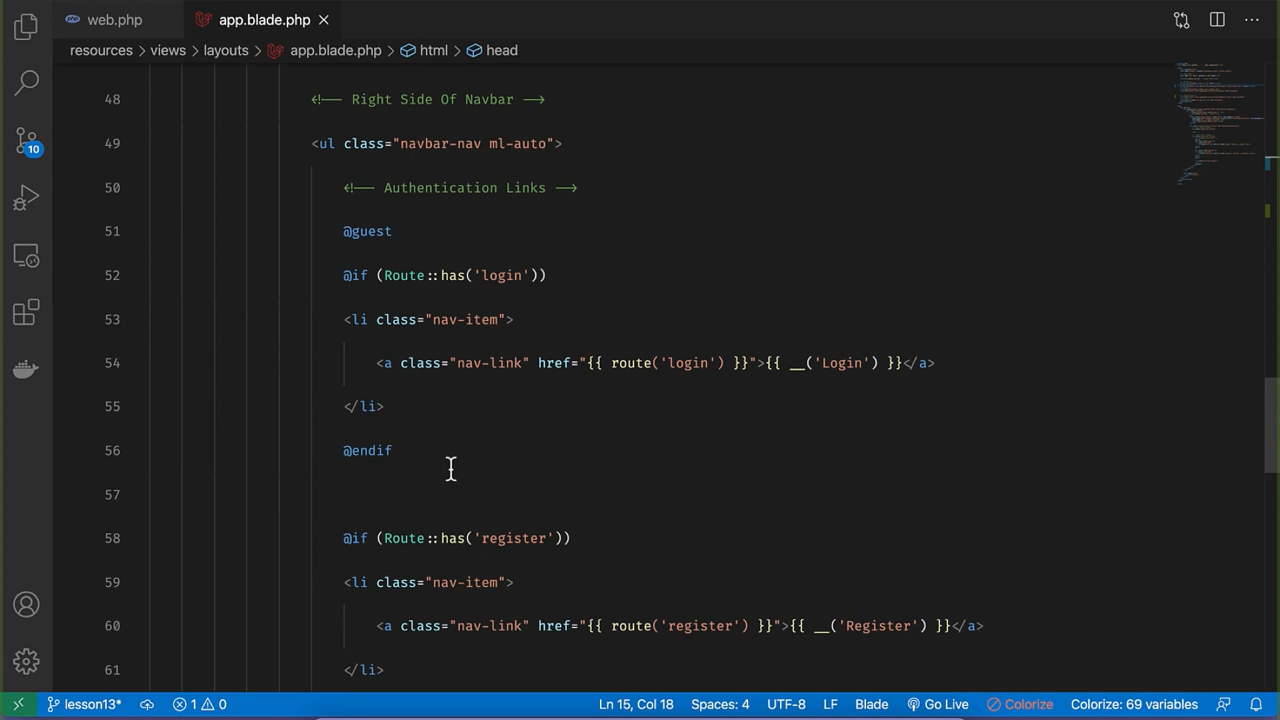 web.php
app.blade.php
resources > views > layouts > app.blade.php > html > head
48 <!-- Right Side Of Navbar -->
49 <ul class="navbar-nav ml-auto">
50 <!-- Authentication Links -->
51 @guest
52 @if (Route::has('login'))
53 <li class="nav-item">
54 <a class="nav-link" href="{{ route('login') }}">{{ __('Login') }}</a>
55 </li>
56 @endif
57
58 @if (Route::has('register'))
59 <li class="nav-item">
60 <a class="nav-link" href="{{ route('register') }}">{{ __('Register') }}</a>
61 </li>
10
lesson13* 1 0 Ln 15, Col 18 Spaces: 4 UTF-8 LF Blade Go Live Colorize Colorize: 69 variables